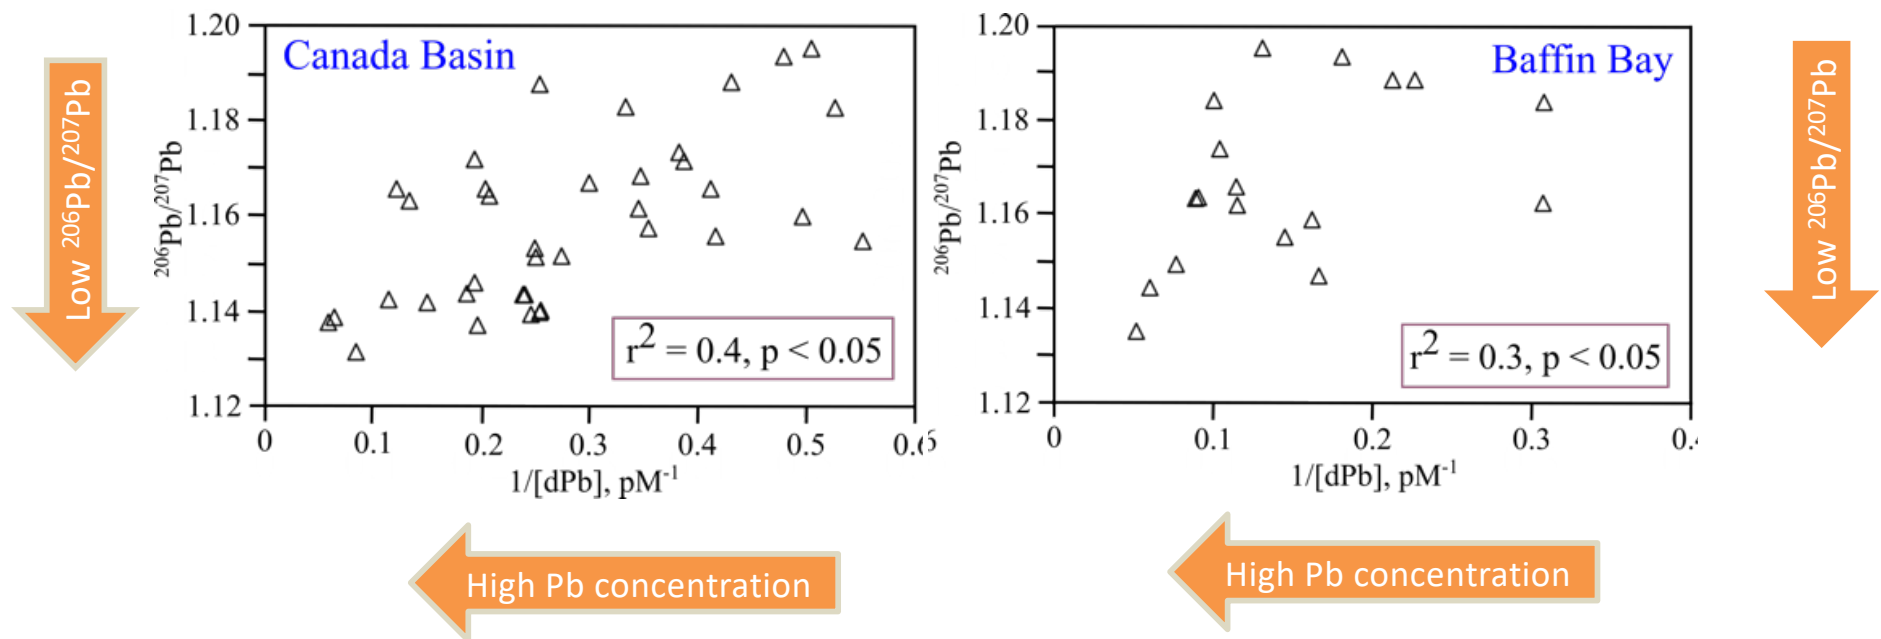 Low ²⁰⁶Pb/²⁰⁷Pb
Canada Basin
²⁰⁶Pb/²⁰⁷Pb
1.20
1.18
1.16
1.14
1.12
r² = 0.4, p < 0.05
0 0.1 0.2 0.3 0.4 0.5 0.6
1/[dPb], pM⁻¹
High Pb concentration
Baffin Bay
²⁰⁶Pb/²⁰⁷Pb
1.20
1.18
1.16
1.14
1.12
r² = 0.3, p < 0.05
0 0.1 0.2 0.3 0.4
1/[dPb], pM⁻¹
High Pb concentration
Low ²⁰⁶Pb/²⁰⁷Pb